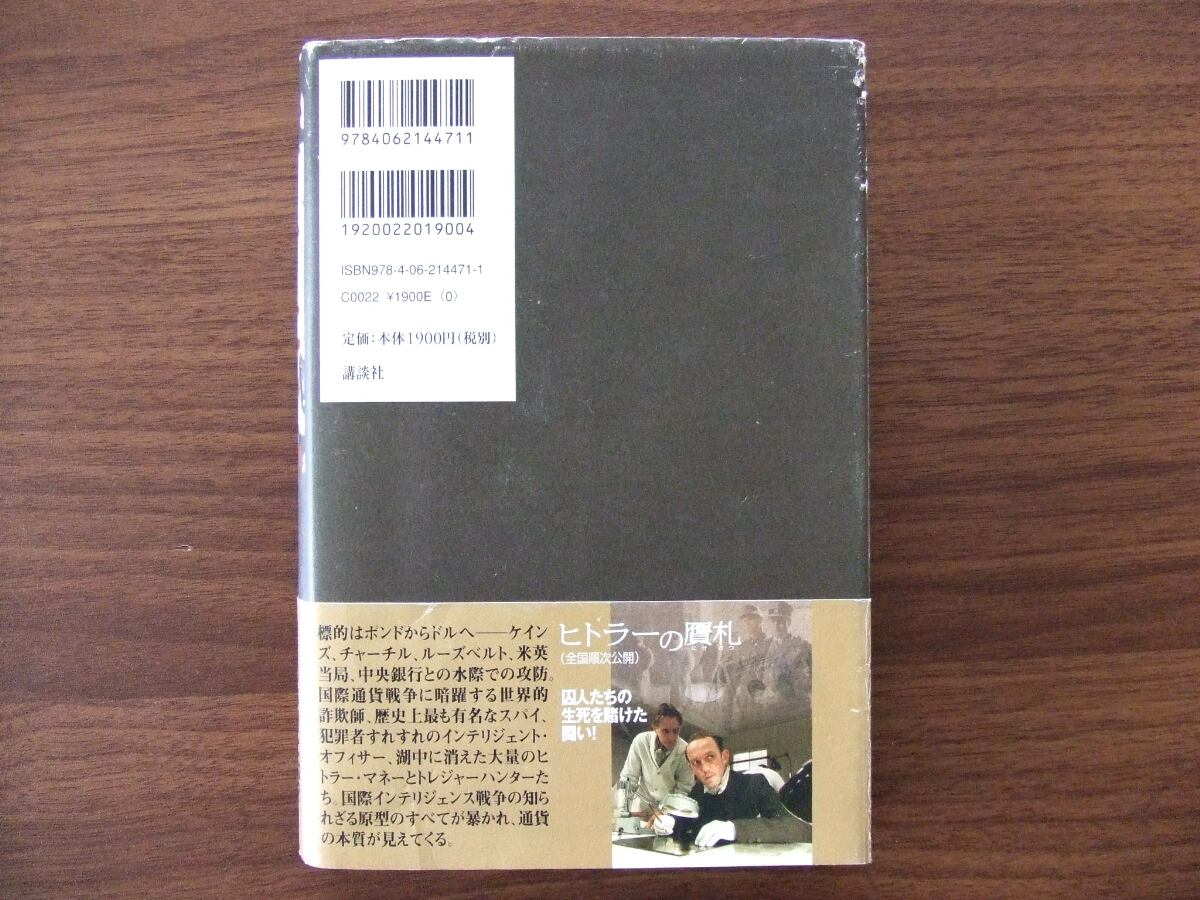 9784062144711
1920022019004
ISBN978-4-06-214471-1
C0022 ¥1900E (0)
定価:本体1900円(税別)
講談社
標的はポンドからドルへ――ケイン
ズ、チャーチル、ルーズベルト、米英
当局、中央銀行との水際での攻防。
国際通貨戦争に暗躍する世界的
詐欺師、歴史上最も有名なスパイ、
犯罪者すれすれのインテリジェント・
オフィサー、湖中に消えた大量のヒ
トラー・マネーとトレジャーハンターた
ち。国際インテリジェンス戦争の知ら
れざる原型のすべてが暴かれ、通貨
の本質が見えてくる。
ヒトラーの贋札
にせさつ
(全国順次公開)
囚人たちの
生死を賭けた
闘い!